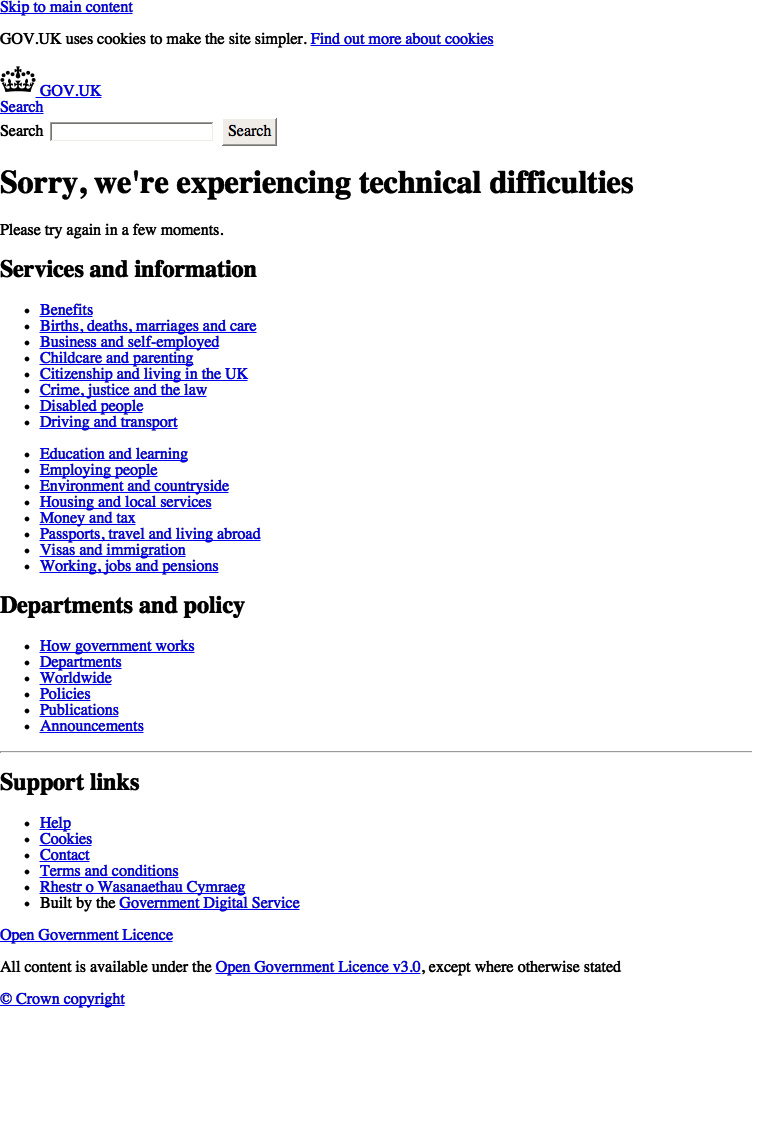 Skip to main content
GOV.UK uses cookies to make the site simpler. Find out more about cookies
GOV.UK
Search
Search Search
Sorry, we're experiencing technical difficulties
Please try again in a few moments.
Services and information
Benefits
Births, deaths, marriages and care
Business and self-employed
Childcare and parenting
Citizenship and living in the UK
Crime, justice and the law
Disabled people
Driving and transport
Education and learning
Employing people
Environment and countryside
Housing and local services
Money and tax
Passports, travel and living abroad
Visas and immigration
Working, jobs and pensions
Departments and policy
How government works
Departments
Worldwide
Policies
Publications
Announcements
Support links
Help
Cookies
Contact
Terms and conditions
Rhestr o Wasanaethau Cymraeg
Built by the Government Digital Service
Open Government Licence
All content is available under the Open Government Licence v3.0, except where otherwise stated
© Crown copyright